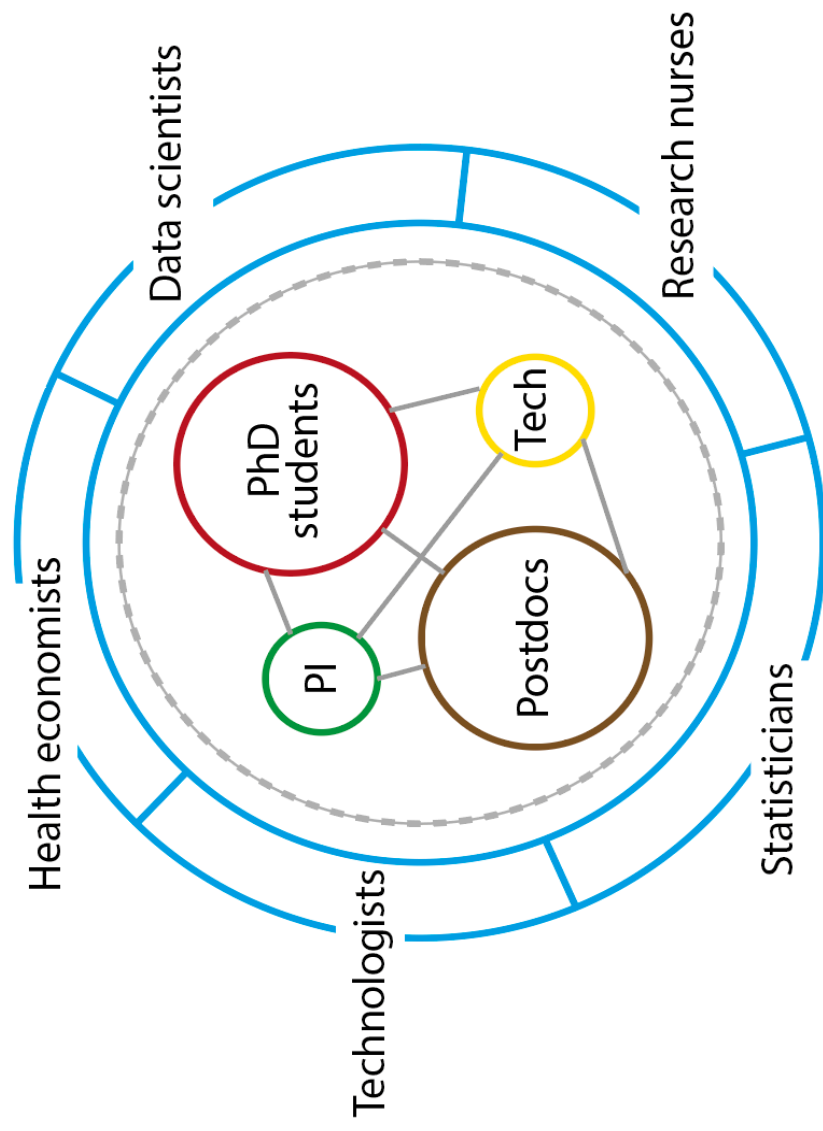 Technologists
Health economists
Data scientists
Research nurses
Statisticians
PI
PhD
students
Postdocs
Tech